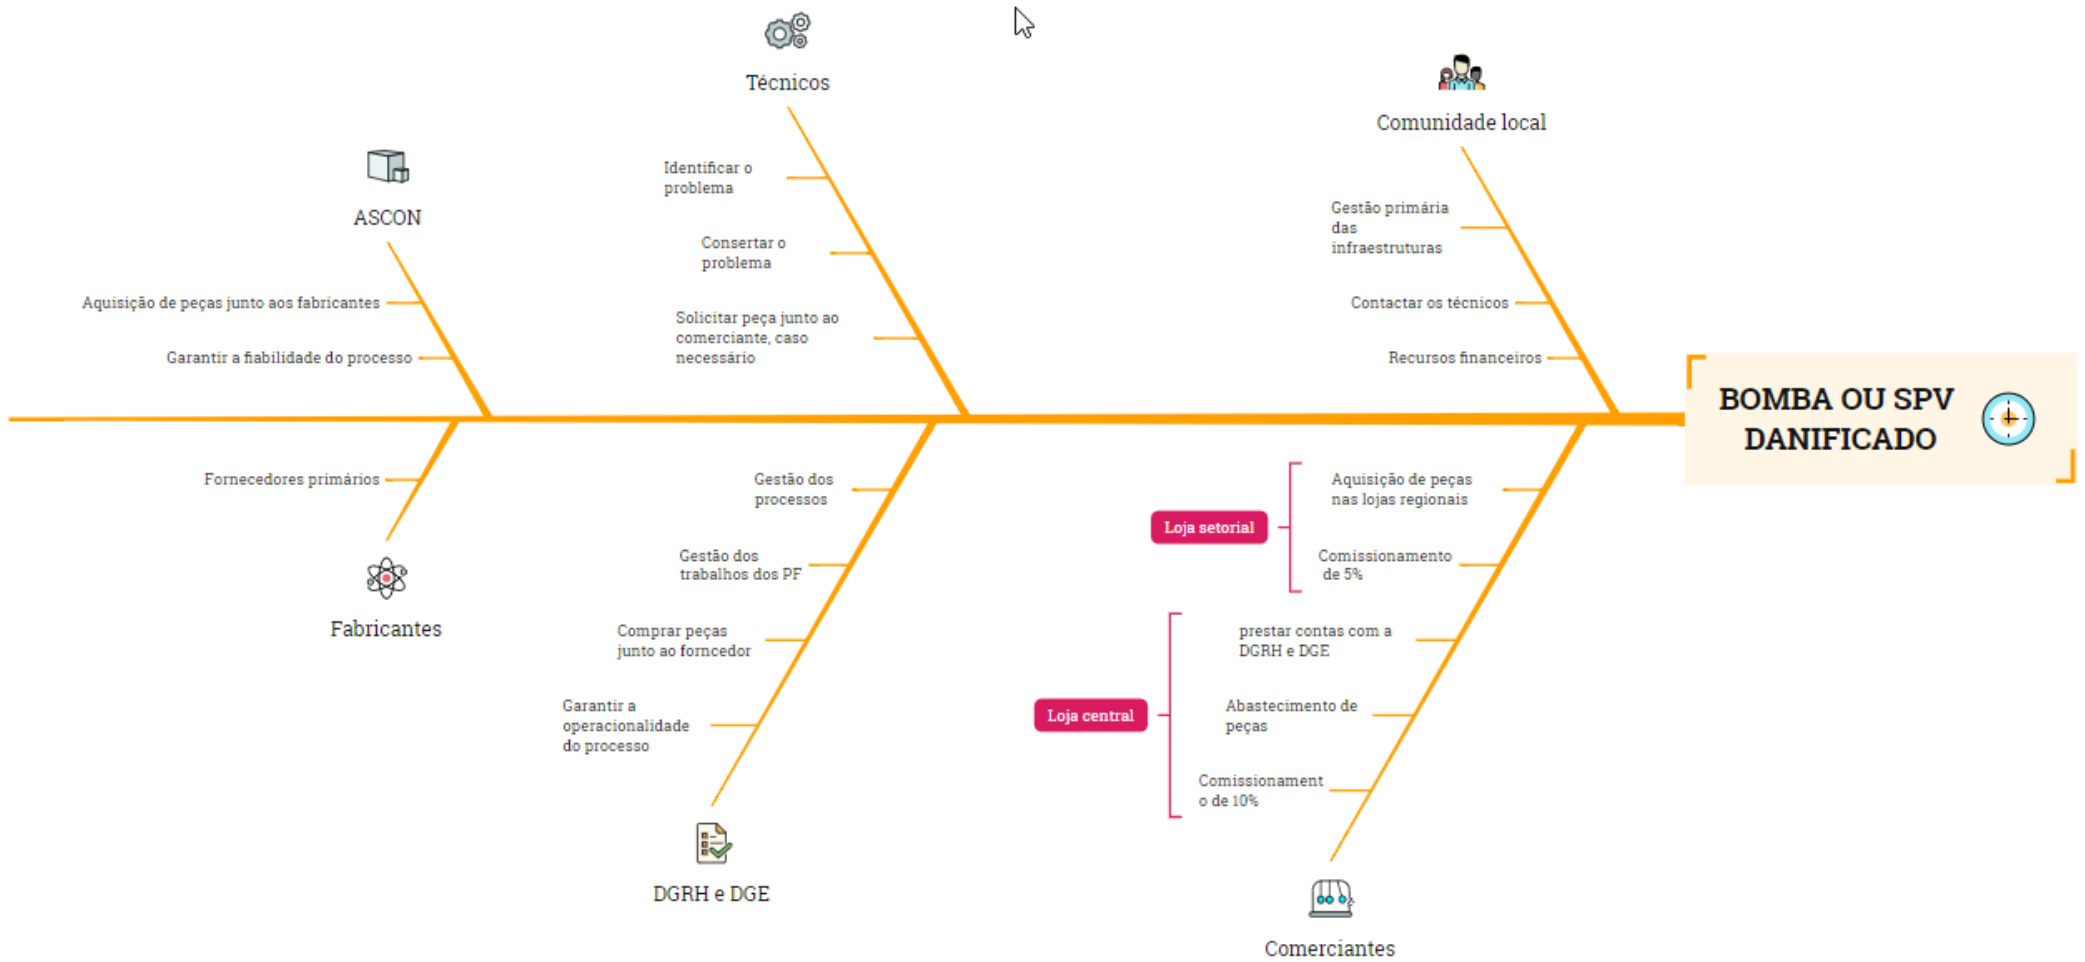 Técnicos
Identificar o
problema
Consertar o
problema
Solicitar peça junto ao
comerciante, caso
necessário
Comunidade local
Gestão primária
das
infraestruturas
Contactar os técnicos
Recursos financeiros
ASCON
Aquisição de peças junto aos fabricantes
Garantir a fiabilidade do processo
BOMBA OU SPV
DANIFICADO
Fornecedores primários
Fabricantes
Gestão dos
processos
Gestão dos
trabalhos dos PF
Comprar peças
junto ao forncedor
Garantir a
operacionalidade
do processo
DGRH e DGE
Loja setorial
Aquisição de peças
nas lojas regionais
Comissionamento
de 5%
Loja central
prestar contas com a
DGRH e DGE
Abastecimento de
peças
Comissionament
o de 10%
Comerciantes